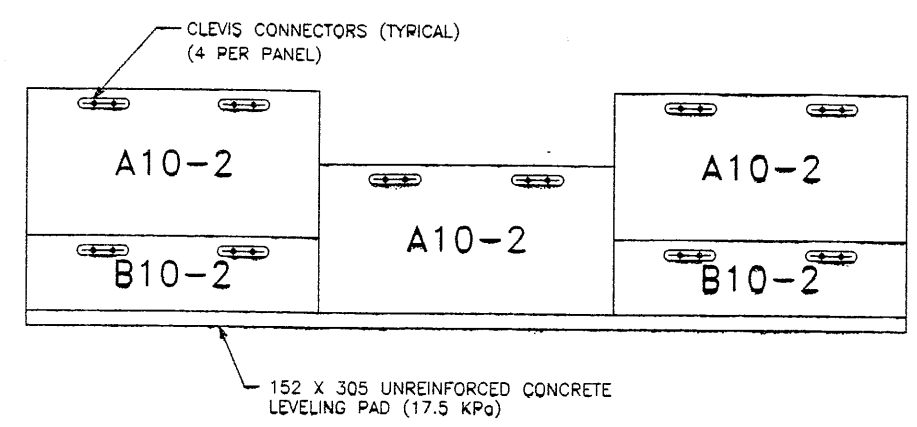 CLEVIS CONNECTORS (TYPICAL)
(4 PER PANEL)
A10-2
A10-2
A10-2
B10-2
B10-2
152 X 305 UNREINFORCED CONCRETE
LEVELING PAD (17.5 KPa)